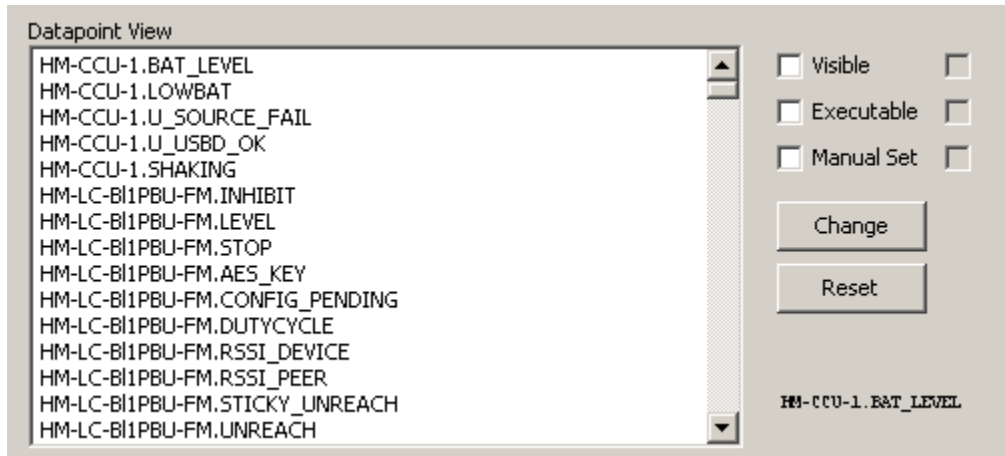 Datapoint View
HM-CCU-1.BAT_LEVEL
HM-CCU-1.LOWBAT
HM-CCU-1.U_SOURCE_FAIL
HM-CCU-1.U_USBD_OK
HM-CCU-1.SHAKING
HM-LC-Bl1PBU-FM.INHIBIT
HM-LC-Bl1PBU-FM.LEVEL
HM-LC-Bl1PBU-FM.STOP
HM-LC-Bl1PBU-FM.AES_KEY
HM-LC-Bl1PBU-FM.CONFIG_PENDING
HM-LC-Bl1PBU-FM.DUTYCYCLE
HM-LC-Bl1PBU-FM.RSSI_DEVICE
HM-LC-Bl1PBU-FM.RSSI_PEER
HM-LC-Bl1PBU-FM.STICKY_UNREACH
HM-LC-Bl1PBU-FM.UNREACH
Visible
Executable
Manual Set
Change
Reset
HM-CCU-1.BAT_LEVEL